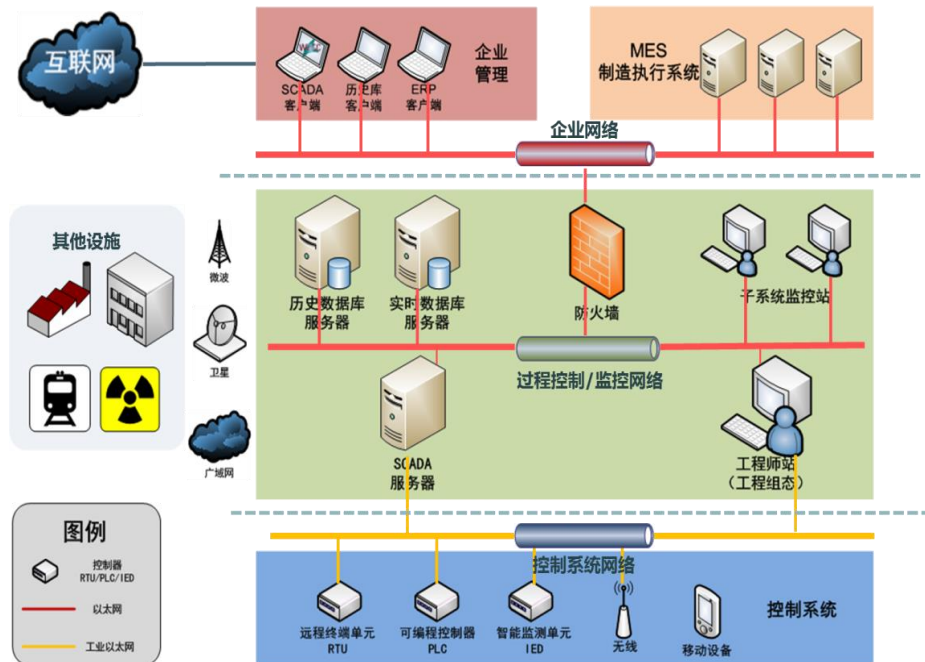 互联网
SCADA
客户端
历史库
客户端
ERP
客户端
企业
管理
MES
制造执行系统
企业网络
其他设施
微波
卫星
广域网
历史数据库
服务器
实时数据库
服务器
防火墙
子系统监控站
过程控制/监控网络
SCADA
服务器
工程师站
(工程组态)
图例
控制器
RTU/PLC/IED
以太网
工业以太网
控制系统网络
远程终端单元
RTU
可编程控制器
PLC
智能监测单元
IED
无线
移动设备
控制系统